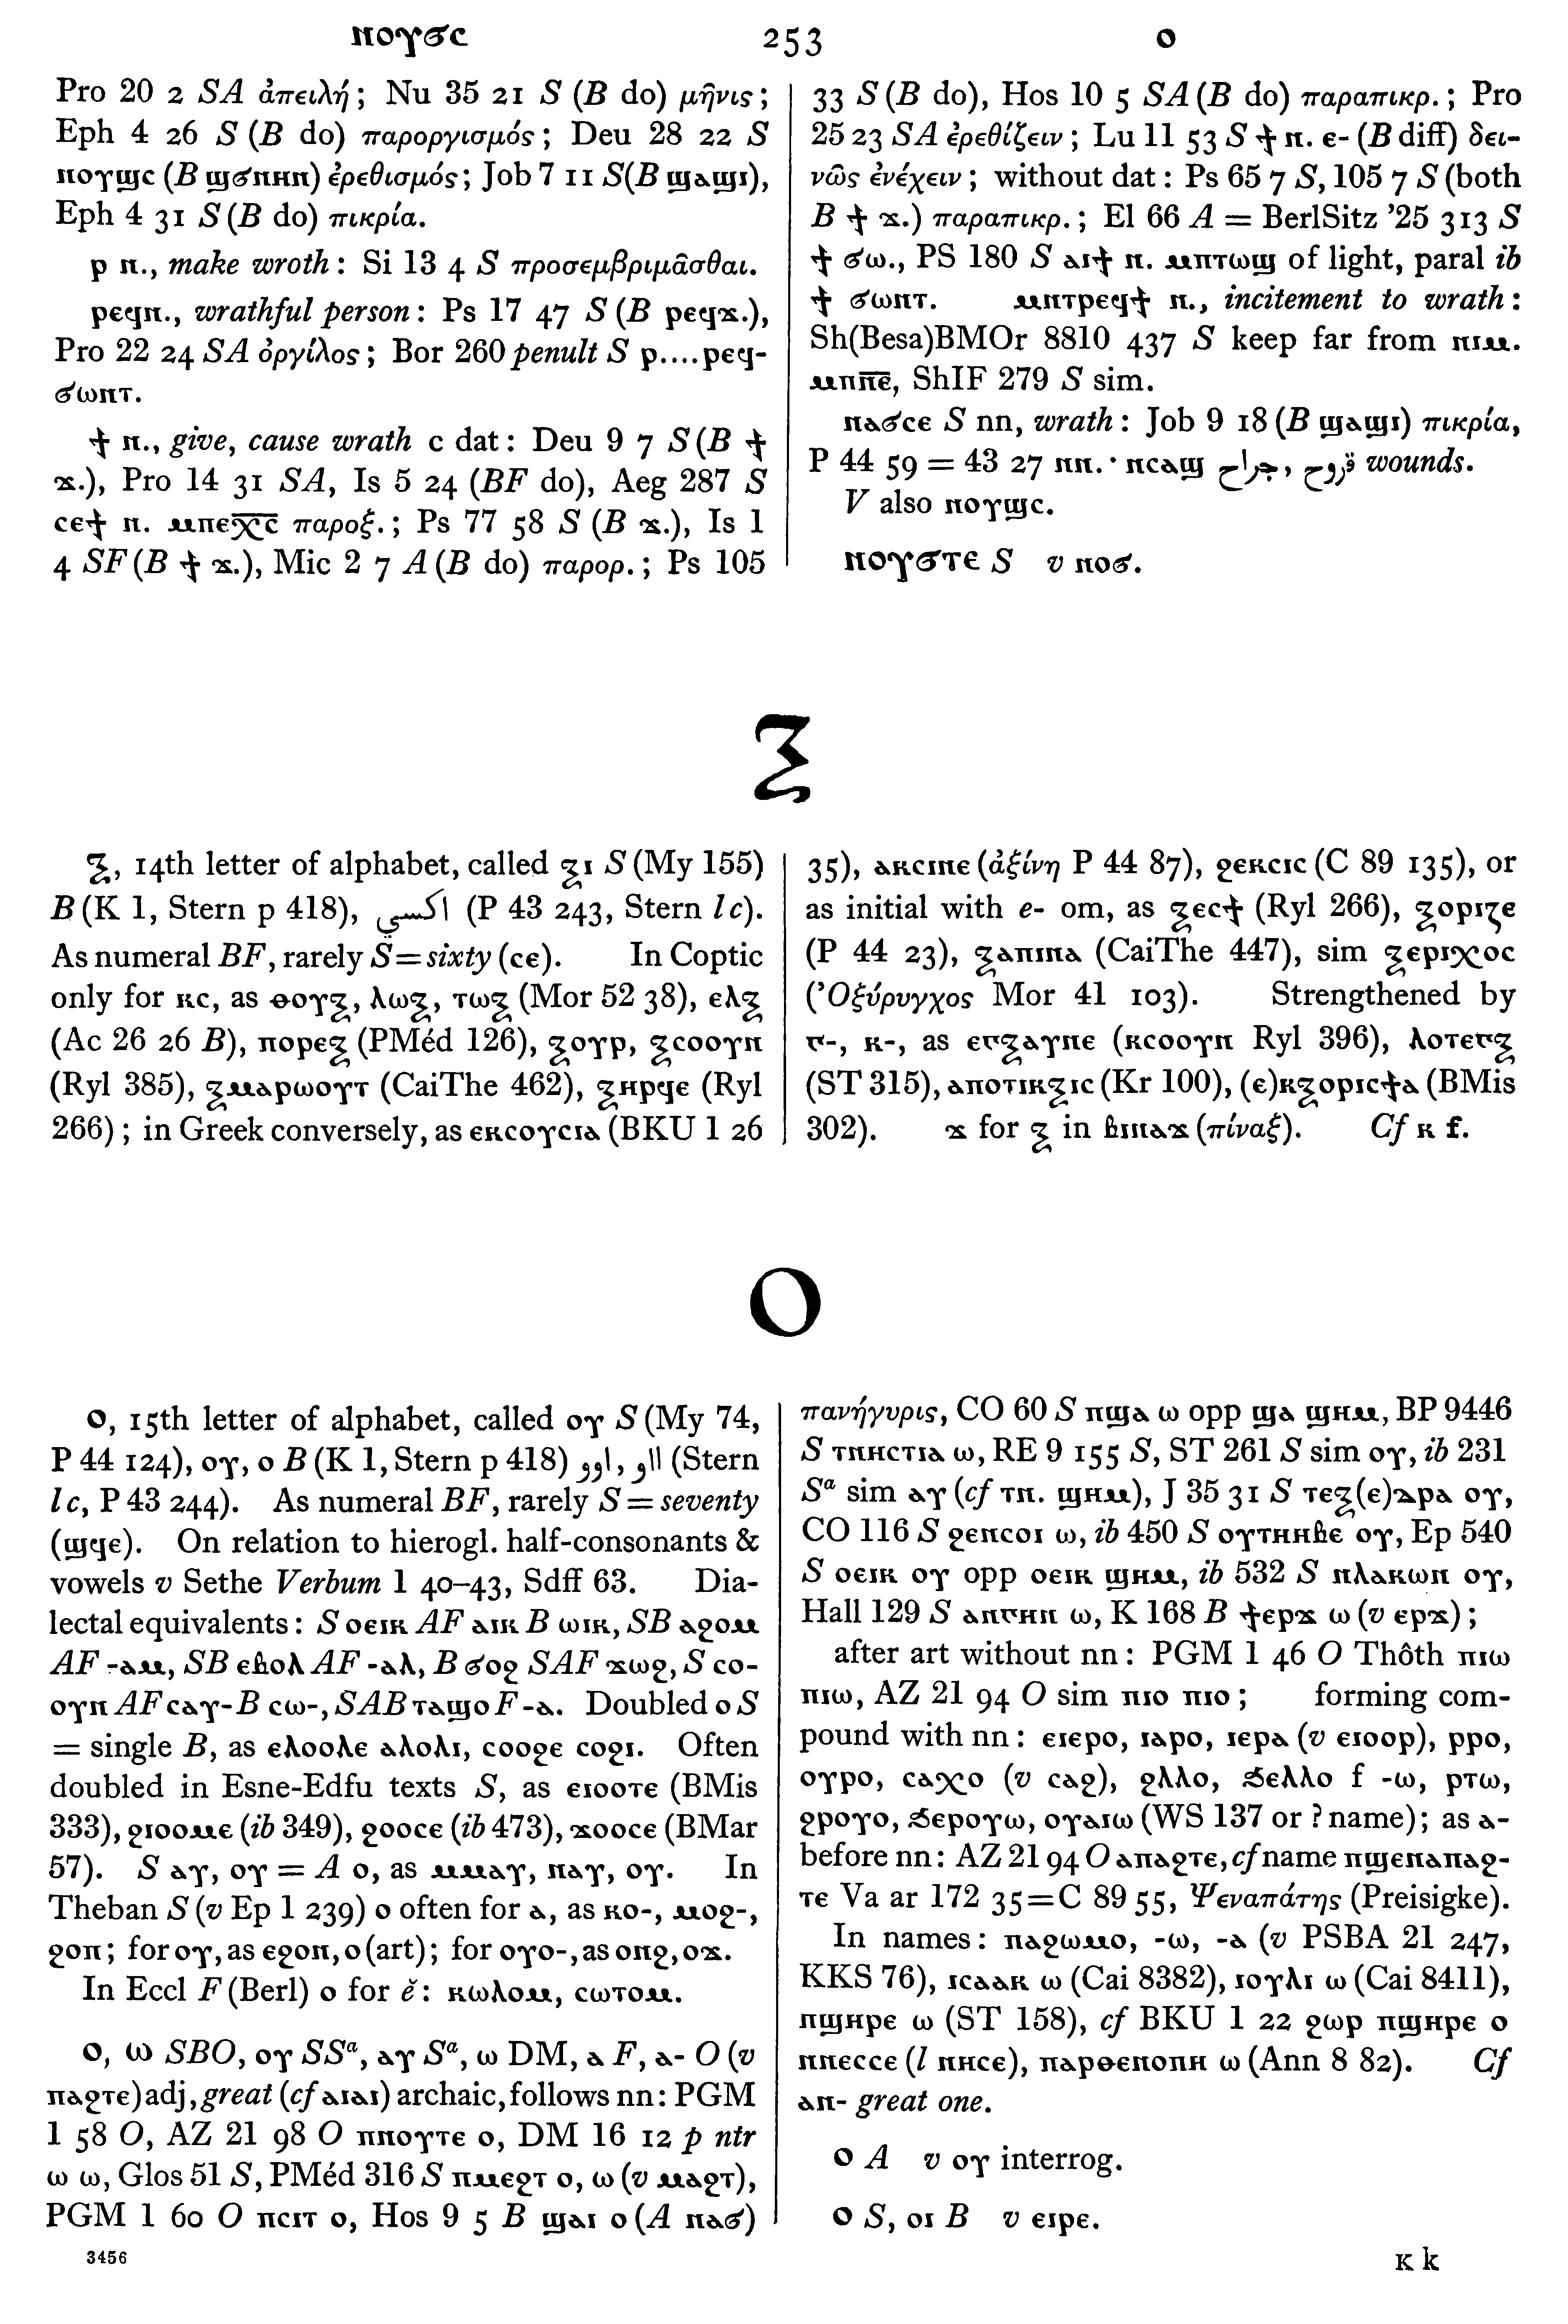 ⲛⲟⲩϭⲥ 253 ⲟ
Pro 20 2 SA ἀπειλή; Nu 35 21 S (B do) μῆνις;
Eph 4 26 S (B do) παροργισμός; Deu 28 22 S
ⲛⲟⲩϣⲥ (B ϣϭⲛⲏⲛ) ἐρεθισμός; Job 7 11 S(B ϣⲁϣⲓ),
Eph 4 31 S (B do) πικρία.
ⲣ ⲛ., make wroth: Si 13 4 S προσεμβριμᾶσθαι.
ⲣⲉϥⲛ., wrathful person: Ps 17 47 S (B ⲣⲉϥϫ.),
Pro 22 24 SA ὀργίλος; Bor 260 penult S ⲣ....ⲣⲉϥ-
ϭⲱⲛⲧ.
ϯ ⲛ., give, cause wrath c dat: Deu 9 7 S (B ϯ
ϫ.), Pro 14 31 SA, Is 5 24 (BF do), Aeg 287 S
ⲥⲉϯ ⲛ. ⲙⲡⲉⲭ̅ⲥ̅ παροξ.; Ps 77 58 S (B ϫ.), Is 1
4 SF (B ϯ ϫ.), Mic 2 7 A (B do) παρορ.; Ps 105
33 S (B do), Hos 10 5 SA (B do) παραπικρ.; Pro
25 23 SA ἐρεθίζειν; Lu 11 53 S ϯ ⲛ. ⲉ- (B diff) δει-
νῶς ἐνέχειν; without dat: Ps 65 7 S, 105 7 S (both
B ϯ ϫ.) παραπικρ.; El 66 A = BerlSitz '25 313 S
ϯ ϭⲱ., PS 180 S ⲁⲓϯ ⲛ. ⲙⲛⲧⲱϣ of light, paral ib
ϯ ϭⲱⲛⲧ. ⲙⲛⲧⲣⲉϥϯ ⲛ., incitement to wrath:
Sh(Besa)BMOr 8810 437 S keep far from ⲛⲓⲙ.
ⲙⲛⲡ̅ⲉ̅, ShIF 279 S sim.
ⲛⲁϭⲥⲉ S nn, wrath: Job 9 18 (B ϣⲁϣⲓ) πικρία,
P 44 59 = 43 27 ⲛⲛ. · ⲛⲥⲁϣ wounds.
V also ⲛⲟⲩϣⲥ.
ⲛⲟⲩϭⲧⲉ S v ⲛⲟϭ.
Ⲝ
ⲝ, 14th letter of alphabet, called ⲝⲓ S (My 155)
B (K 1, Stern p 418), اكسي (P 43 243, Stern l c).
As numeral BF, rarely S = sixty (ⲥⲉ). In Coptic
only for ⲕⲥ, as ⲑⲟⲩⲝ, ⲗⲱⲝ, ⲧⲱⲝ (Mor 52 38), ⲉⲗⲝ
(Ac 26 26 B), ⲡⲟⲣⲉⲝ (PMéd 126), ⲝⲟⲩⲣ, ⲝⲥⲟⲟⲩⲛ
(Ryl 385), ⲝⲙⲁⲣⲱⲟⲩⲧ (CaiThe 462), ⲝⲏⲣϥⲉ (Ryl
266); in Greek conversely, as ⲉⲕⲥⲟⲩⲥⲓⲁ (BKU 1 26
35), ⲁⲕⲥⲓⲛⲉ (ἀξίνη P 44 87), ϩⲉⲕⲥⲓⲥ (C 89 135), or
as initial with e- om, as ⲝⲉⲥϯ (Ryl 266), ⲝⲟⲣⲓⲍⲉ
(P 44 23), ⲝⲁⲡⲓⲛⲁ (CaiThe 447), sim ⲝⲉⲣⲓⲭⲟⲥ
(Ὀξύρυγχος Mor 41 103). Strengthened by
ⲅ-, ⲕ-, as ⲉⲅⲝⲁⲩⲛⲉ (ⲕⲥⲟⲟⲩⲛ Ryl 396), ⲗⲟⲧⲉⲅⲝ
(ST 315), ⲁⲡⲟⲧⲓⲕⲝⲓⲥ (Kr 100), (ⲉ)ⲕⲝⲟⲣⲓⲥϯⲁ (BMis
302). ϫ for ⲝ in ⲃⲓⲛⲁϫ (πίναξ). Cf ⲕ f.
Ⲟ
ⲟ, 15th letter of alphabet, called ⲟⲩ S (My 74,
P 44 124), ⲟⲩ, ⲟ B (K 1, Stern p 418) (Stern
l c, P 43 244). As numeral BF, rarely S = seventy
(ϣϥⲉ). On relation to hierogl. half-consonants &
vowels v Sethe Verbum 1 40–43, Sdff 63. Dia-
lectal equivalents: S ⲟⲉⲓⲕ AF ⲁⲓⲕ B ⲱⲓⲕ, SB ⲁϩⲟⲙ
AF -ⲁⲙ, SB ⲉⲃⲟⲗ AF -ⲁⲗ, B ϭⲟϩ SAF ϫⲱϩ, S ⲥⲟ-
ⲟⲩⲛ AF ⲥⲁⲩ- B ⲥⲱ-, SAB ⲧⲁϣⲟ F -ⲁ. Doubled ⲟ S
= single B, as ⲉⲗⲟⲟⲗⲉ ⲁⲗⲟⲗⲓ, ⲥⲟⲟϩⲉ ⲥⲟϩⲓ. Often
doubled in Esne-Edfu texts S, as ⲉⲓⲟⲟⲧⲉ (BMis
333), ϩⲓⲟⲟⲙⲉ (ib 349), ϩⲟⲟⲥⲉ (ib 473), ϫⲟⲟⲥⲉ (BMar
57). S ⲁⲩ, ⲟⲩ = A ⲟ, as ⲙⲙⲁⲩ, ⲛⲁⲩ, ⲟⲩ. In
Theban S (v Ep 1 239) ⲟ often for ⲁ, as ⲕⲟ-, ⲙⲟϩ-,
ϩⲟⲛ; for ⲟⲩ, as ⲉϩⲟⲛ, ⲟ (art); for ⲟⲩⲟ-, as ⲟⲛϩ, ⲟϫ.
In Eccl F (Berl) ⲟ for ĕ: ⲕⲱⲗⲟⲙ, ⲥⲱⲧⲟⲙ.
ⲟ, ⲱ SBO, ⲟⲩ SSᵃ, ⲁⲩ Sᵃ, ⲱ DM, ⲁ F, ⲁ- O (v
ⲡⲁϩⲧⲉ) adj, great (cf ⲁⲓⲁⲓ) archaic, follows nn: PGM
1 58 O, AZ 21 98 O ⲡⲛⲟⲩⲧⲉ ⲟ, DM 16 12 p ntr
ⲱ ⲱ, Glos 51 S, PMéd 316 S ⲡⲙⲉϩⲧ ⲟ, ⲱ (v ⲙⲁϩⲧ),
PGM 1 60 O ⲡⲥⲓⲧ ⲟ, Hos 9 5 B ϣⲁⲓ ⲟ (A ⲛⲁϭ)
πανήγυρις, CO 60 S ⲡϣⲁ ⲱ opp ϣⲁ ϣⲏⲙ, BP 9446
S ⲧⲛⲏⲥⲧⲓⲁ ⲱ, RE 9 155 S, ST 261 S sim ⲟⲩ, ib 231
Sᵃ sim ⲁⲩ (cf ⲧⲛ. ϣⲏⲙ), J 35 31 S ⲧⲉⲝ(ⲉ)ⲇⲣⲁ ⲟⲩ,
CO 116 S ϩⲉⲛⲥⲟⲓ ⲱ, ib 450 S ⲟⲩⲧⲏⲏⲃⲉ ⲟⲩ, Ep 540
S ⲟⲉⲓⲕ ⲟⲩ opp ⲟⲉⲓⲕ ϣⲏⲙ, ib 532 S ⲡⲗⲁⲕⲱⲛ ⲟⲩ,
Hall 129 S ⲁⲡⲅⲏⲛ ⲱ, K 168 B ϯⲉⲣϫ ⲱ (v ⲉⲣϫ);
after art without nn: PGM 1 46 O Thôth ⲡⲓⲱ
ⲡⲓⲱ, AZ 21 94 O sim ⲡⲓⲟ ⲡⲓⲟ; forming com-
pound with nn: ⲉⲓⲉⲣⲟ, ⲓⲁⲣⲟ, ⲓⲉⲣⲁ (v ⲉⲓⲟⲟⲣ), ⲣⲣⲟ,
ⲟⲩⲣⲟ, ⲥⲁⲭⲟ (v ⲥⲁϩ), ϩⲗⲗⲟ, ϧⲉⲗⲗⲟ f -ⲱ, ⲣⲧⲱ,
ϩⲣⲟⲩⲟ, ϧⲉⲣⲟⲩⲱ, ⲟⲩⲁⲓⲱ (WS 137 or ? name); as ⲁ-
before nn: AZ 21 94 O ⲁⲡⲁϩⲧⲉ, cf name ⲡϣⲉⲛⲁⲡⲁϩ-
ⲧⲉ Va ar 172 35=C 89 55, Ψεναπάτης (Preisigke).
In names: ⲡⲁϩⲱⲙⲟ, -ⲱ, -ⲁ (v PSBA 21 247,
KKS 76), ⲓⲥⲁⲁⲕ ⲱ (Cai 8382), ⲓⲟⲩⲗⲓ ⲱ (Cai 8411),
ⲡϣⲏⲣⲉ ⲱ (ST 158), cf BKU 1 22 ϩⲱⲣ ⲡϣⲏⲣⲉ ⲟ
ⲛⲡⲉⲥⲥⲉ (l ⲛⲏⲥⲉ), ⲡⲁⲣⲑⲉⲛⲟⲡⲏ ⲱ (Ann 8 82). Cf
ⲁⲛ- great one.
ⲟ A v ⲟⲩ interrog.
ⲟ S, ⲟⲓ B v ⲉⲓⲣⲉ.
3456 K k